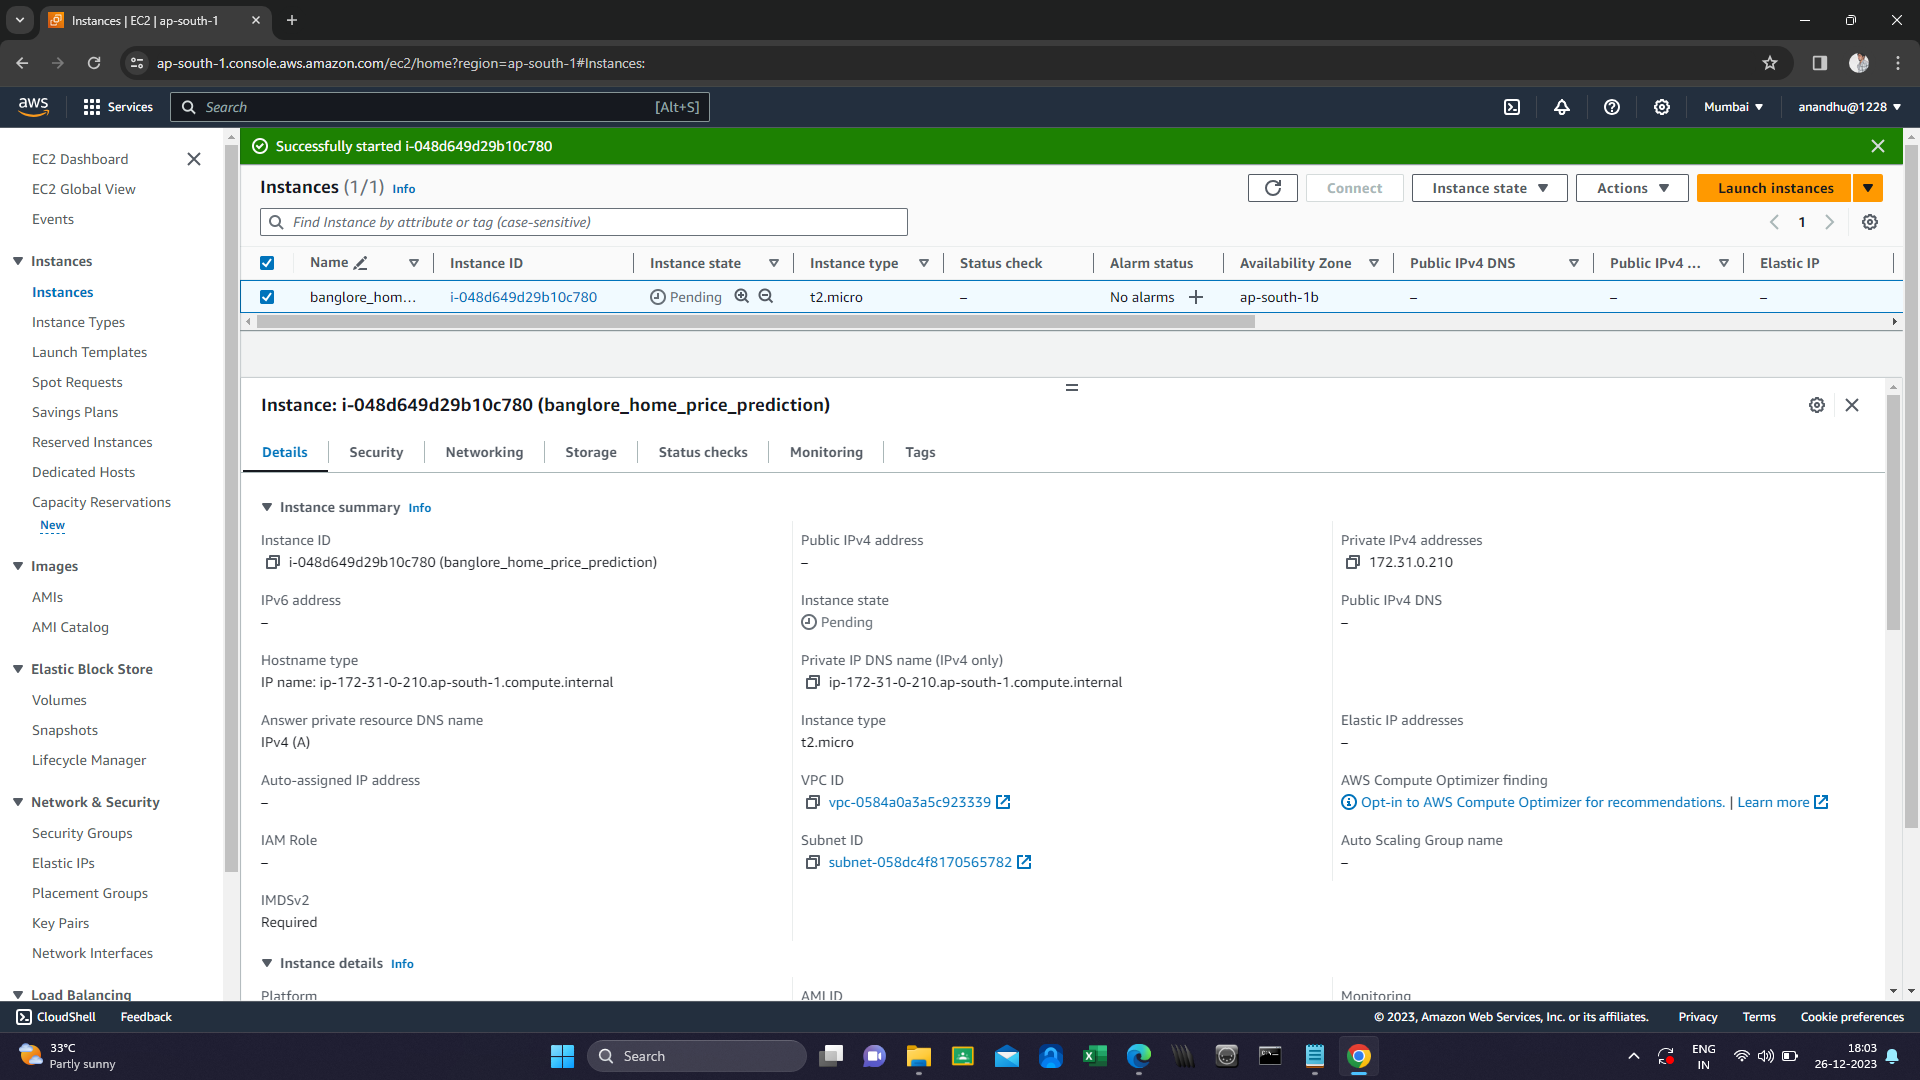 Instances | EC2 | ap-south-1
ap-south-1.console.aws.amazon.com/ec2/home?region=ap-south-1#Instances:
aws
Services
Search
[Alt+S]
Mumbai
anandhu@1228
EC2 Dashboard
EC2 Global View
Events
Instances
Instances
Instance Types
Launch Templates
Spot Requests
Savings Plans
Reserved Instances
Dedicated Hosts
Capacity Reservations
New
Images
AMIs
AMI Catalog
Elastic Block Store
Volumes
Snapshots
Lifecycle Manager
Network & Security
Security Groups
Elastic IPs
Placement Groups
Key Pairs
Network Interfaces
Load Balancing
Successfully started i-048d649d29b10c780
Instances (1/1) Info
Connect
Instance state
Actions
Launch instances
Find Instance by attribute or tag (case-sensitive)
1
Name
Instance ID
Instance state
Instance type
Status check
Alarm status
Availability Zone
Public IPv4 DNS
Public IPv4 ...
Elastic IP
banglore_hom...
i-048d649d29b10c780
Pending
t2.micro
–
No alarms
ap-south-1b
–
–
–
Instance: i-048d649d29b10c780 (banglore_home_price_prediction)
Details
Security
Networking
Storage
Status checks
Monitoring
Tags
Instance summary Info
Instance ID
i-048d649d29b10c780 (banglore_home_price_prediction)
Public IPv4 address
–
Private IPv4 addresses
172.31.0.210
IPv6 address
–
Instance state
Pending
Public IPv4 DNS
–
Hostname type
IP name: ip-172-31-0-210.ap-south-1.compute.internal
Private IP DNS name (IPv4 only)
ip-172-31-0-210.ap-south-1.compute.internal
Answer private resource DNS name
IPv4 (A)
Instance type
t2.micro
Elastic IP addresses
–
Auto-assigned IP address
–
VPC ID
vpc-0584a0a3a5c923339
AWS Compute Optimizer finding
Opt-in to AWS Compute Optimizer for recommendations. | Learn more
IAM Role
–
Subnet ID
subnet-058dc4f8170565782
Auto Scaling Group name
–
IMDSv2
Required
Instance details Info
Platform
AMI ID
Monitoring
CloudShell
Feedback
© 2023, Amazon Web Services, Inc. or its affiliates.
Privacy
Terms
Cookie preferences
33°C
Partly sunny
Search
ENG
IN
18:03
26-12-2023